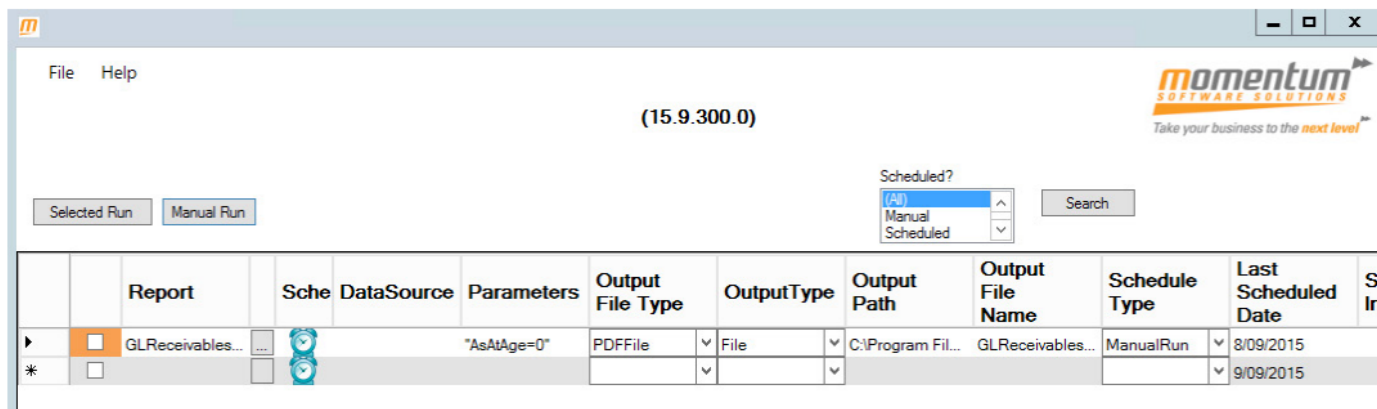 m
File Help
momentum
SOFTWARE SOLUTIONS
(15.9.300.0)
Take your business to the next level
Scheduled?
Selected Run Manual Run
(All)
Manual
Scheduled
Search
Report Sche DataSource Parameters Output File Type OutputType Output Path Output File Name Schedule Type Last Scheduled Date S Ir
GLReceivables... ... "AsAtAge=0" PDFFile File C:\Program Fil... GLReceivables... ManualRun 8/09/2015
* 9/09/2015